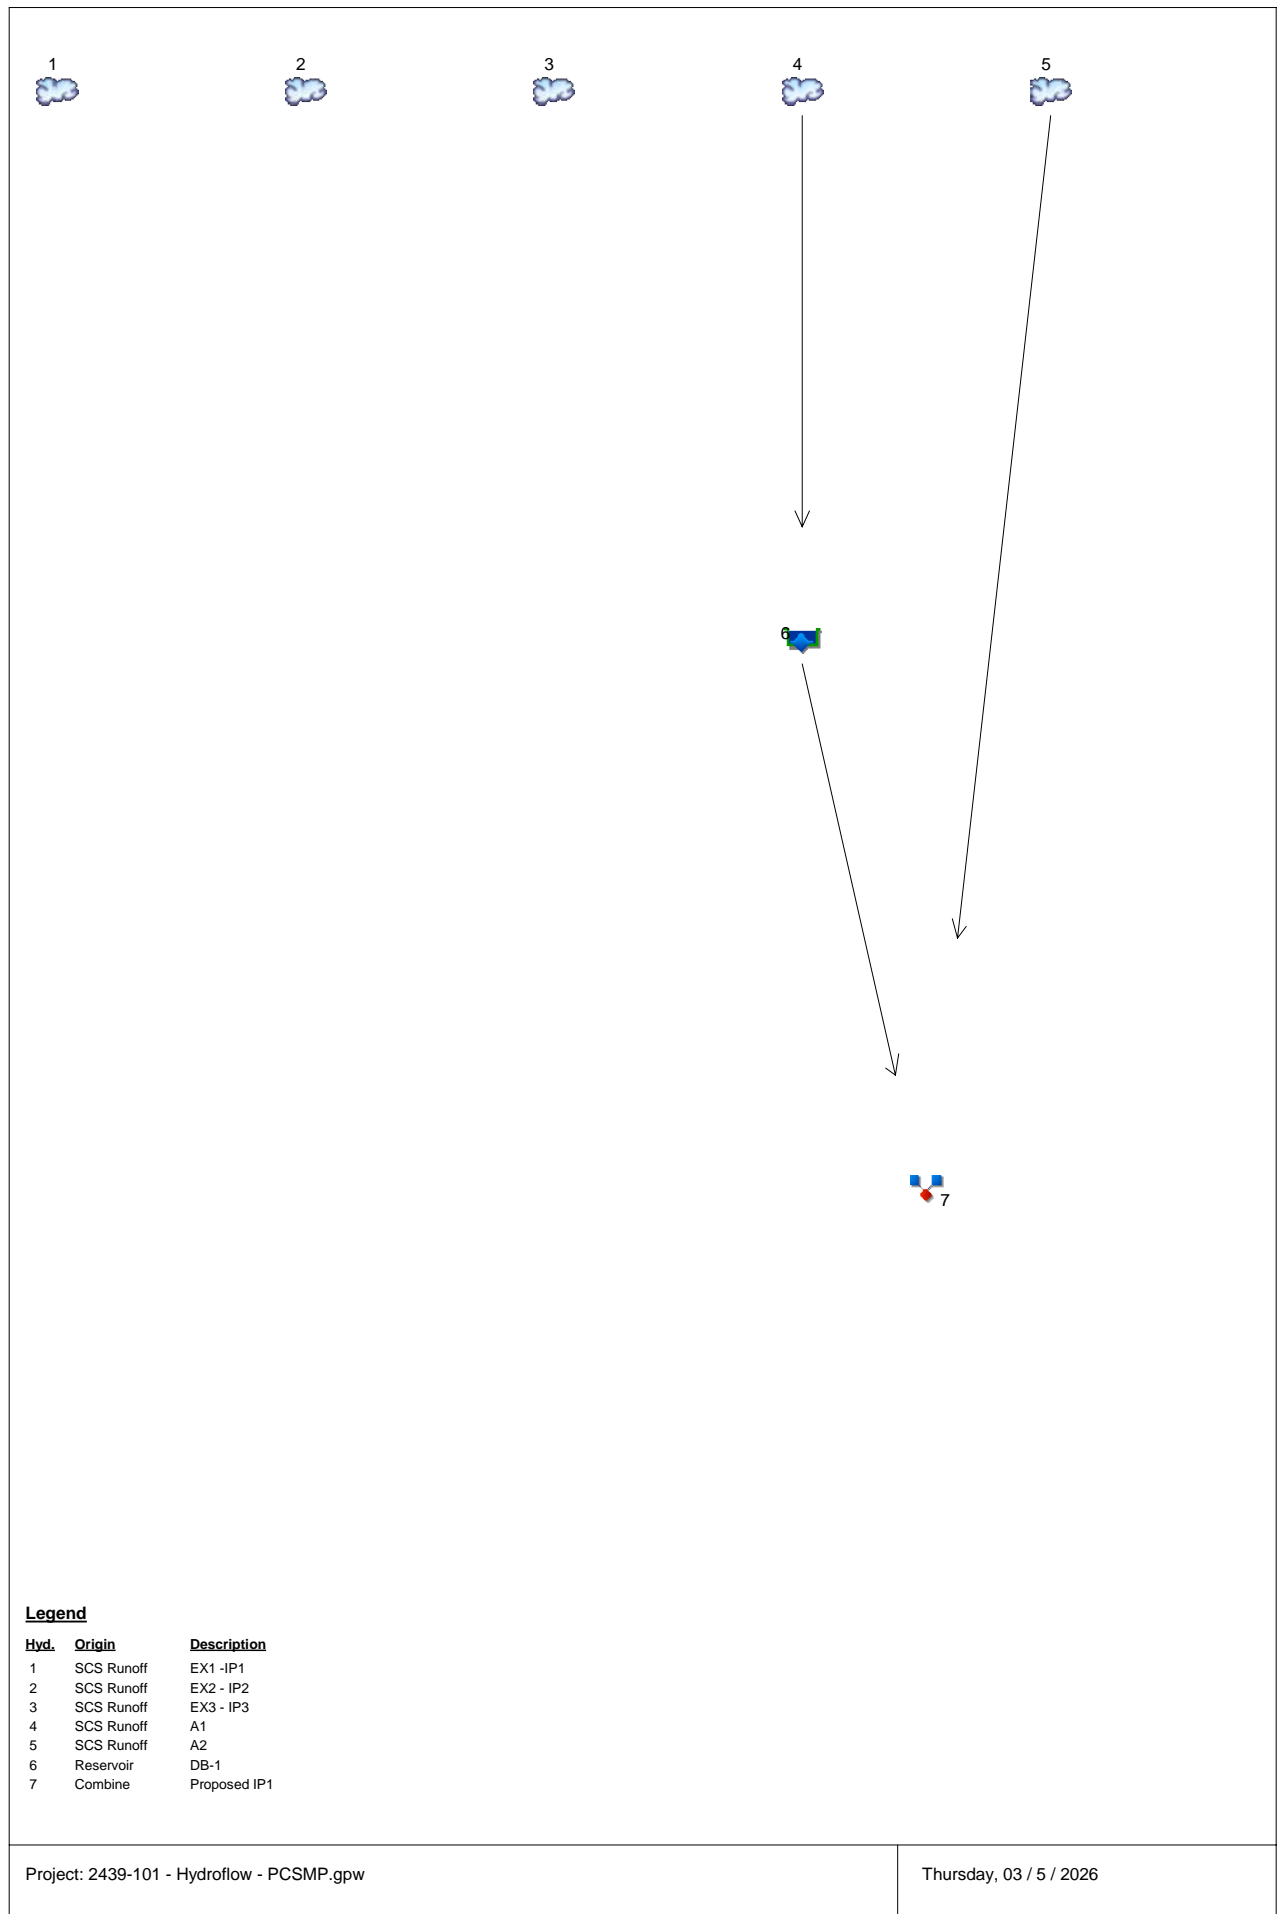 1 2 3 4 5
6
7
Legend
Hyd. Origin Description
1 SCS Runoff EX1 -IP1
2 SCS Runoff EX2 - IP2
3 SCS Runoff EX3 - IP3
4 SCS Runoff A1
5 SCS Runoff A2
6 Reservoir DB-1
7 Combine Proposed IP1
Project: 2439-101 - Hydroflow - PCSMP.gpw
Thursday, 03 / 5 / 2026